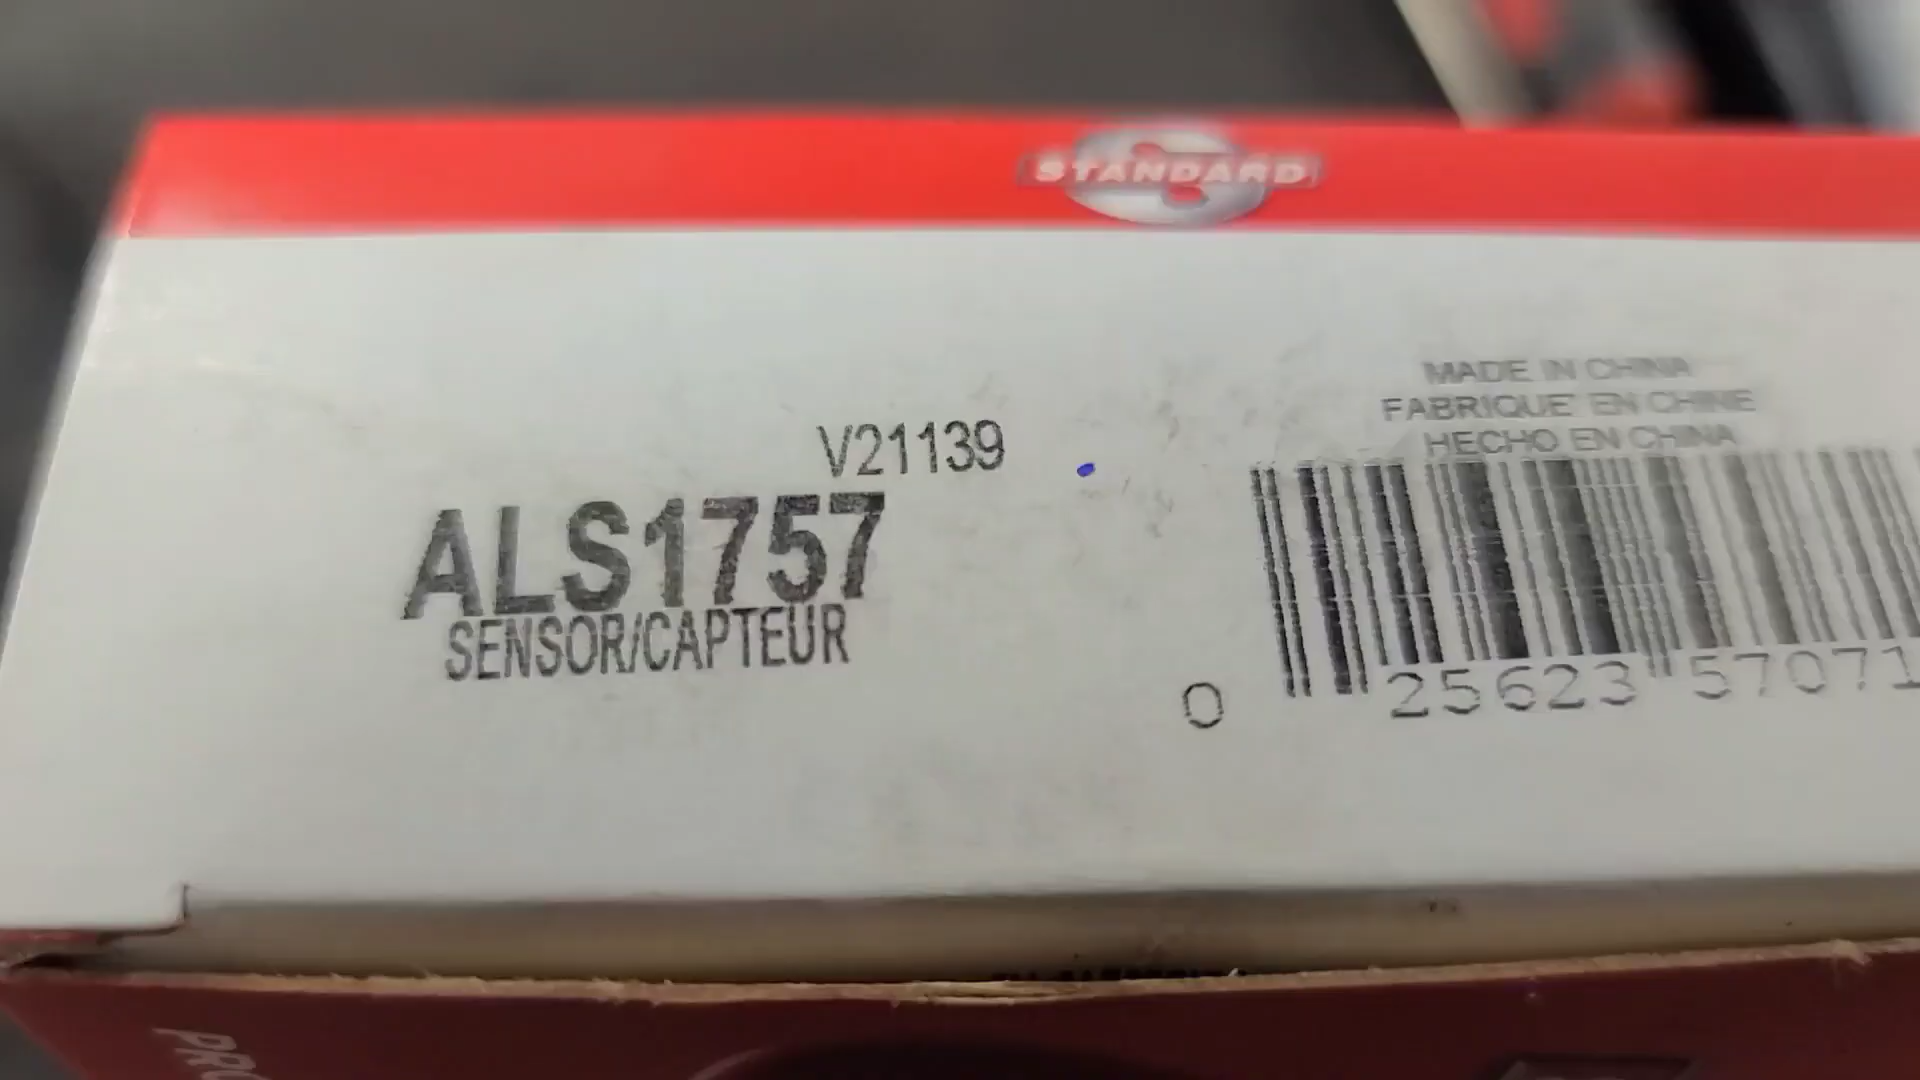 STANDARD
MADE IN CHINA
FABRIQUE EN CHINE
HECHO EN CHINA
V21139
ALS1757
SENSOR/CAPTEUR
0 25623 57071